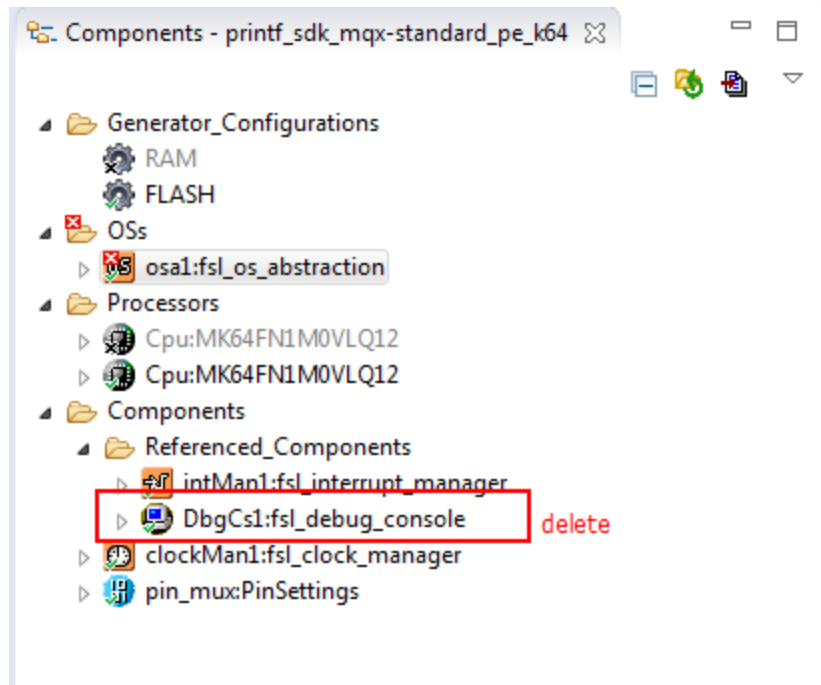 Components - printf_sdk_mqx-standard_pe_k64
Generator_Configurations
RAM
FLASH
OSs
osa1:fsl_os_abstraction
Processors
Cpu:MK64FN1M0VLQ12
Cpu:MK64FN1M0VLQ12
Components
Referenced_Components
intMan1:fsl_interrupt_manager
DbgCs1:fsl_debug_console delete
clockMan1:fsl_clock_manager
pin_mux:PinSettings